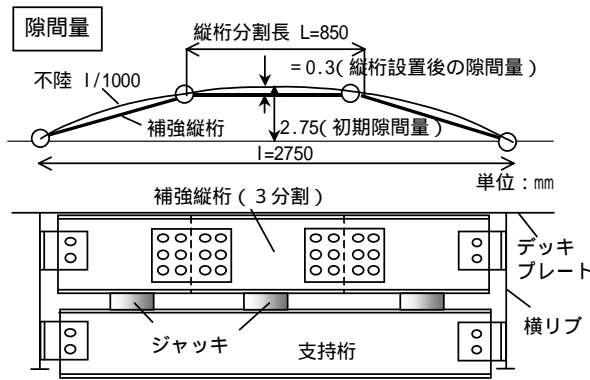 隙間量
縦桁分割長 L=850
=0.3(縦桁設置後の隙間量)
不陸 l/1000
補強縦桁
2.75(初期隙間量)
l=2750
単位：㎜
補強縦桁（３分割）
デッキ
プレート
横リブ
ジャッキ
支持桁